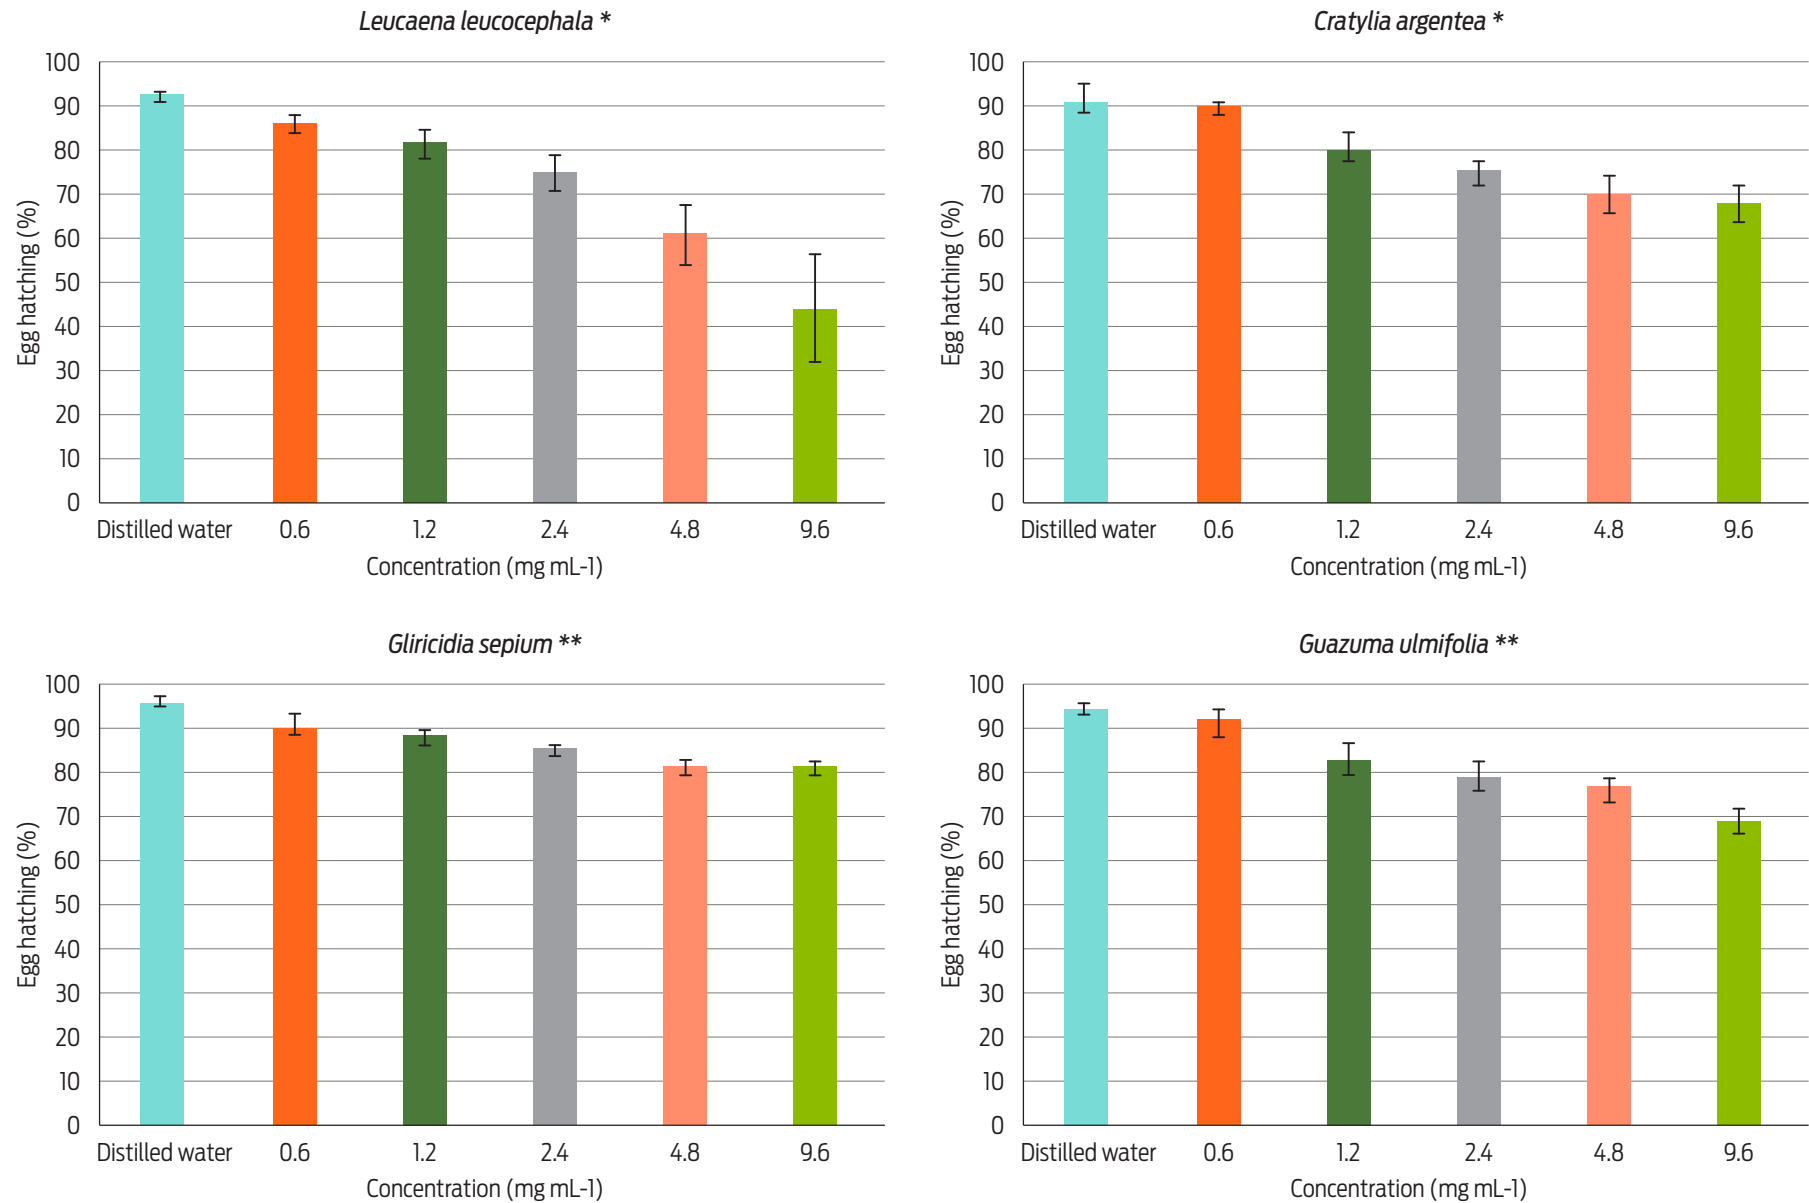 Leucaena leucocephala *
100
90
80
70
60
50
40
30
20
10
0
Egg hatching (%)
Distilled water 0.6 1.2 2.4 4.8 9.6
Concentration (mg mL-1)
Cratylia argentea *
100
90
80
70
60
50
40
30
20
10
0
Egg hatching (%)
Distilled water 0.6 1.2 2.4 4.8 9.6
Concentration (mg mL-1)
Gliricidia sepium **
100
90
80
70
60
50
40
30
20
10
0
Egg hatching (%)
Distilled water 0.6 1.2 2.4 4.8 9.6
Concentration (mg mL-1)
Guazuma ulmifolia **
100
90
80
70
60
50
40
30
20
10
0
Egg hatching (%)
Distilled water 0.6 1.2 2.4 4.8 9.6
Concentration (mg mL-1)